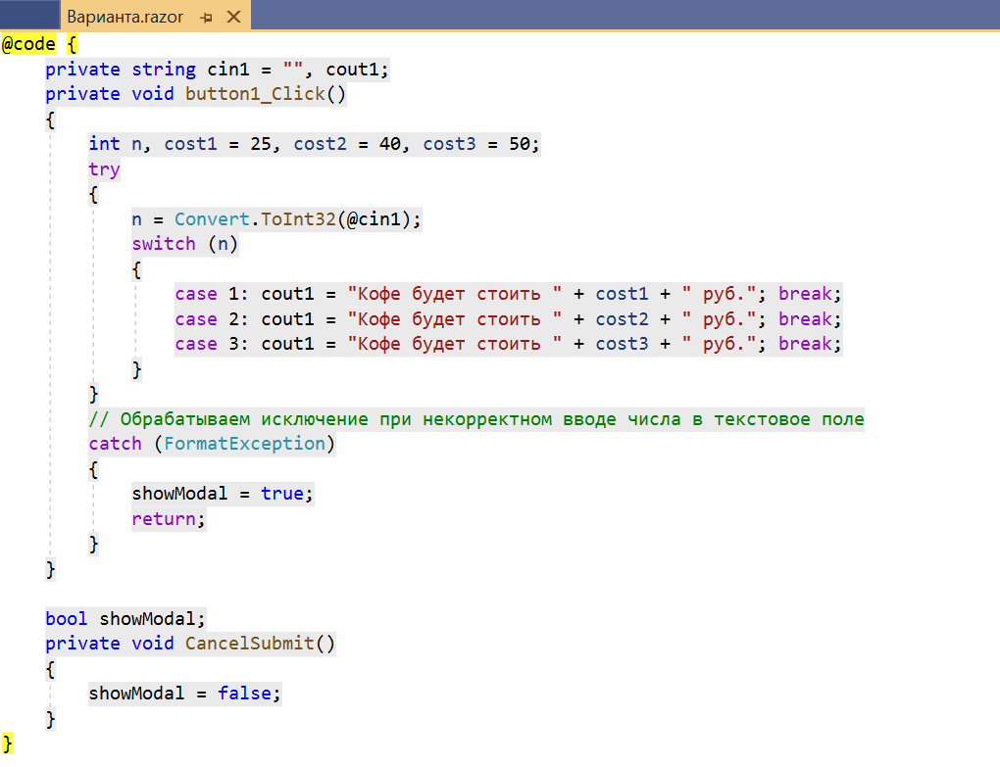 Варианта.razor
@code {
    private string cin1 = "", cout1;
    private void button1_Click()
    {
        int n, cost1 = 25, cost2 = 40, cost3 = 50;
        try
        {
            n = Convert.ToInt32(@cin1);
            switch (n)
            {
                case 1: cout1 = "Кофе будет стоить " + cost1 + " руб."; break;
                case 2: cout1 = "Кофе будет стоить " + cost2 + " руб."; break;
                case 3: cout1 = "Кофе будет стоить " + cost3 + " руб."; break;
            }
        }
        // Обрабатываем исключение при некорректном вводе числа в текстовое поле
        catch (FormatException)
        {
            showModal = true;
            return;
        }
    }

    bool showModal;
    private void CancelSubmit()
    {
        showModal = false;
    }
}